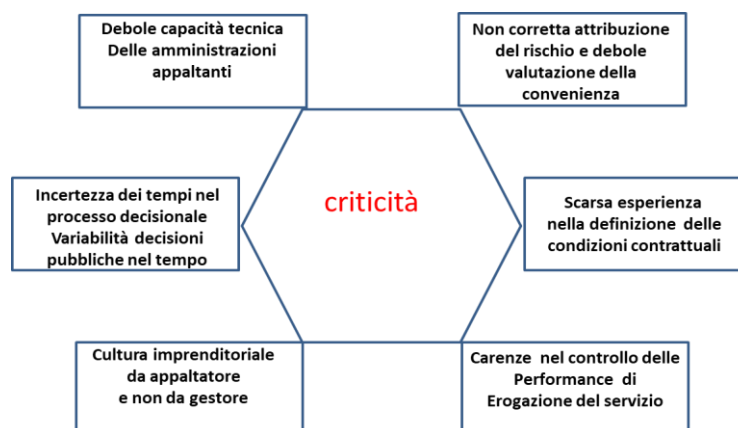 Debole capacità tecnica
Delle amministrazioni
appaltanti
Non corretta attribuzione
del rischio e debole
valutazione della
convenienza
Incertezza dei tempi nel
processo decisionale
Variabilità decisioni
pubbliche nel tempo
criticità
Scarsa esperienza
nella definizione delle
condizioni contrattuali
Cultura imprenditoriale
da appaltatore
e non da gestore
Carenze nel controllo delle
Performance di
Erogazione del servizio